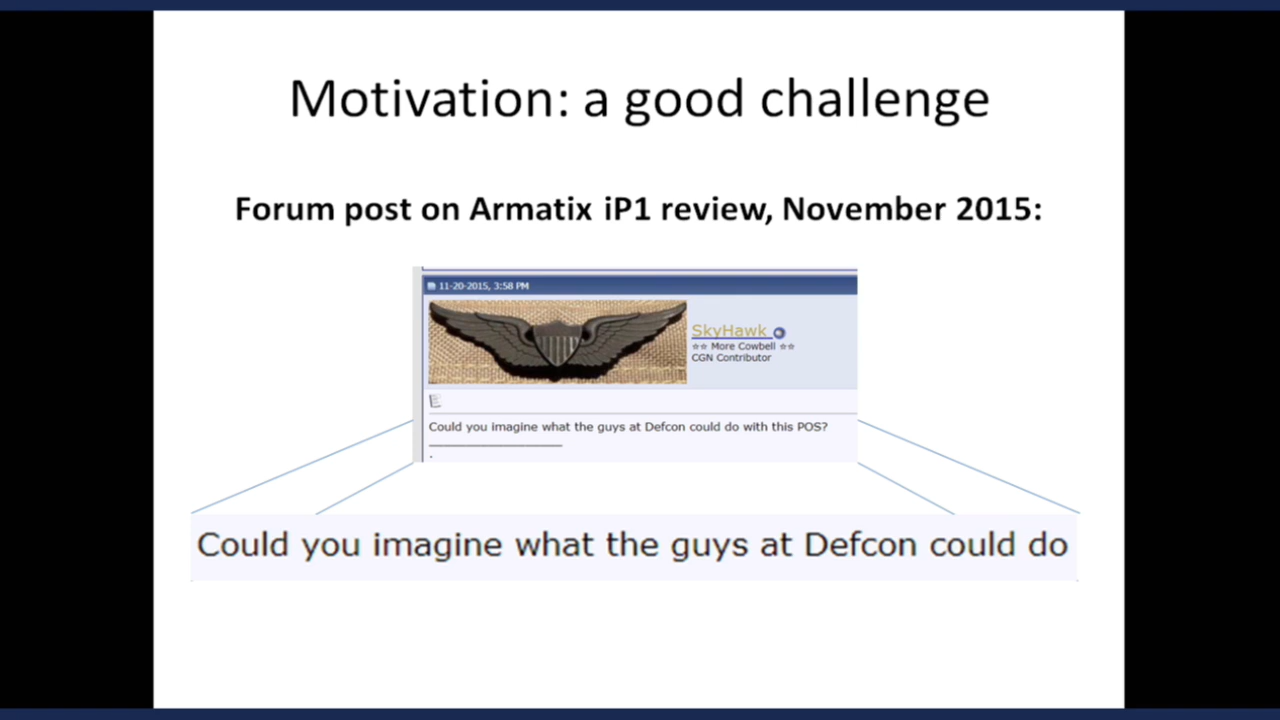 Motivation: a good challenge
Forum post on Armatix iP1 review, November 2015:
11-20-2015, 3:58 PM
SkyHawk
☆☆ More Cowbell ☆☆
CGN Contributor
Could you imagine what the guys at Defcon could do with this POS?
.
Could you imagine what the guys at Defcon could do